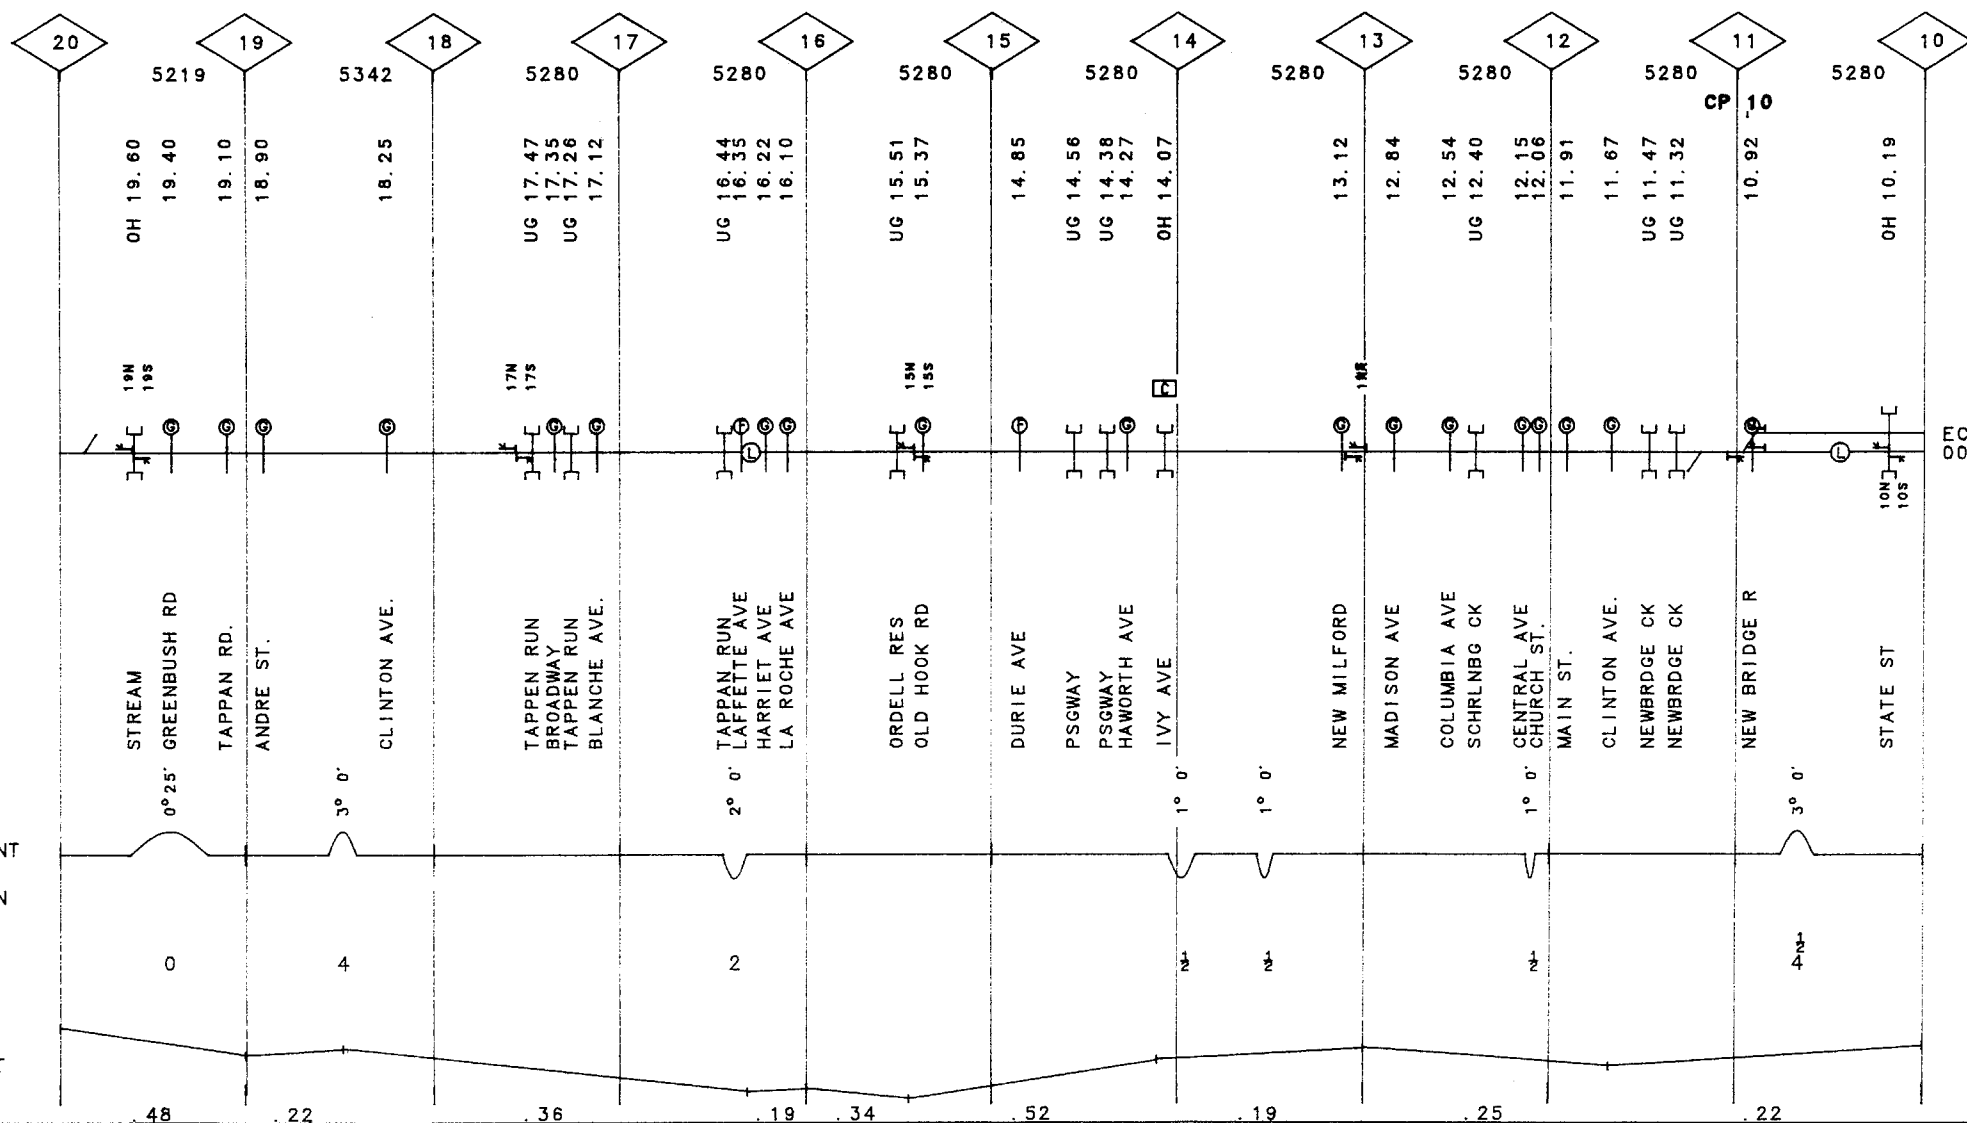 20 19 18 17 16 15 14 13 12 11 10
5219 5342 5280 5280 5280 5280 5280 5280 5280 5280
CP 10
OH 19.60
19.40
19.10
18.90
18.25
UG 17.47
17.35
UG 17.26
17.12
UG 16.44
16.35
16.22
16.10
UG 15.51
15.37
14.85
UG 14.56
UG 14.38
14.27
OH 14.07
13.12
12.84
12.54
UG 12.40
12.15
12.06
11.91
11.67
UG 11.47
UG 11.32
10.92
OH 10.19
19N
19S
17N
17S
15N
15S
C
G G G G G G F G G G F G G G G G G G G G
L L
EC
10N
10S
STREAM
GREENBUSH RD
TAPPAN RD.
ANDRE ST.
CLINTON AVE.
TAPPEN RUN
BROADWAY
TAPPEN RUN
BLANCHE AVE.
TAPPAN RUN
LAFFETTE AVE
HARRIET AVE
LA ROCHE AVE
ORDELL RES
OLD HOOK RD
DURIE AVE
PSGWAY
PSGWAY
HAWORTH AVE
IVY AVE
NEW MILFORD
MADISON AVE
COLUMBIA AVE
SCHRLNBG CK
CENTRAL AVE
CHURCH ST.
MAIN ST.
CLINTON AVE.
NEWBRDGE CK
NEWBRDGE CK
NEW BRIDGE R
STATE ST
0°25'
3° 0'
2° 0'
1° 0'
1° 0'
1° 0'
3° 0'
NT
N
0 4 2 ½ ½ ½ 4½
T
.48 .22 .36 .19 .34 .52 .19 .25 .22